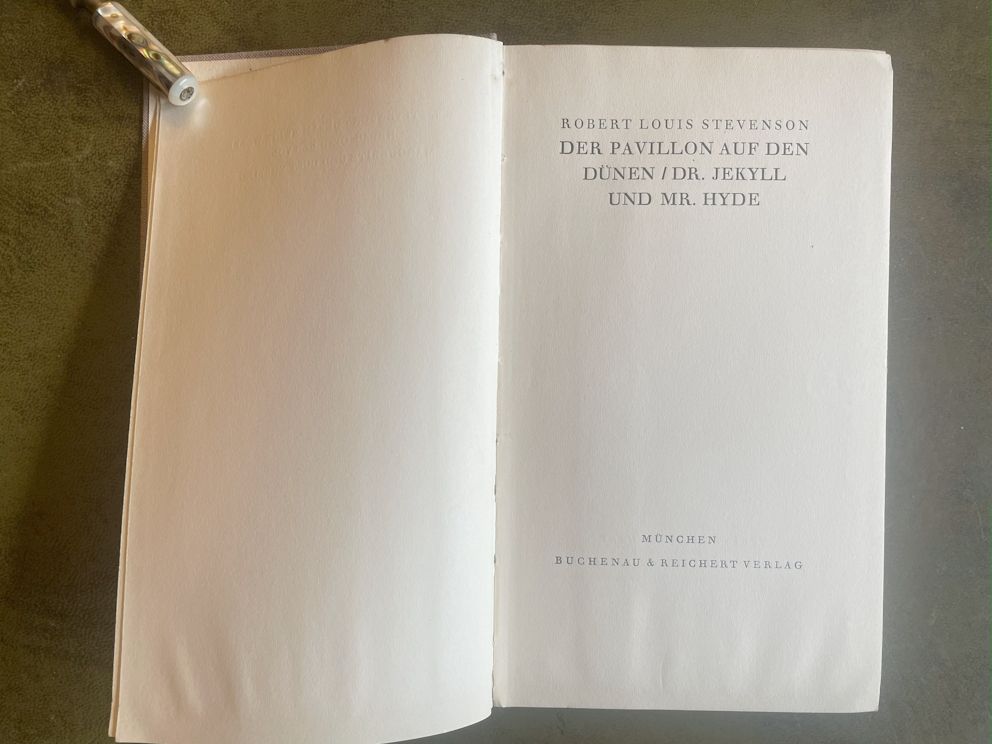 ROBERT LOUIS STEVENSON
DER PAVILLON AUF DEN
DÜNEN / DR. JEKYLL
UND MR. HYDE
MÜNCHEN
BUCHENAU & REICHERT VERLAG